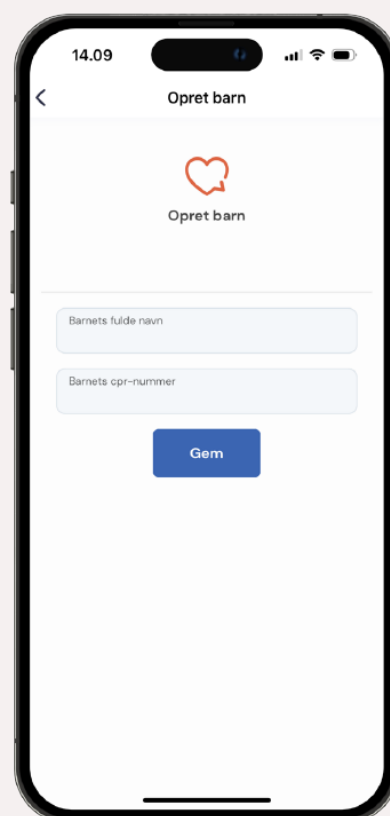 14.09
Opret barn
Opret barn
Barnets fulde navn
Barnets cpr-nummer
Gem